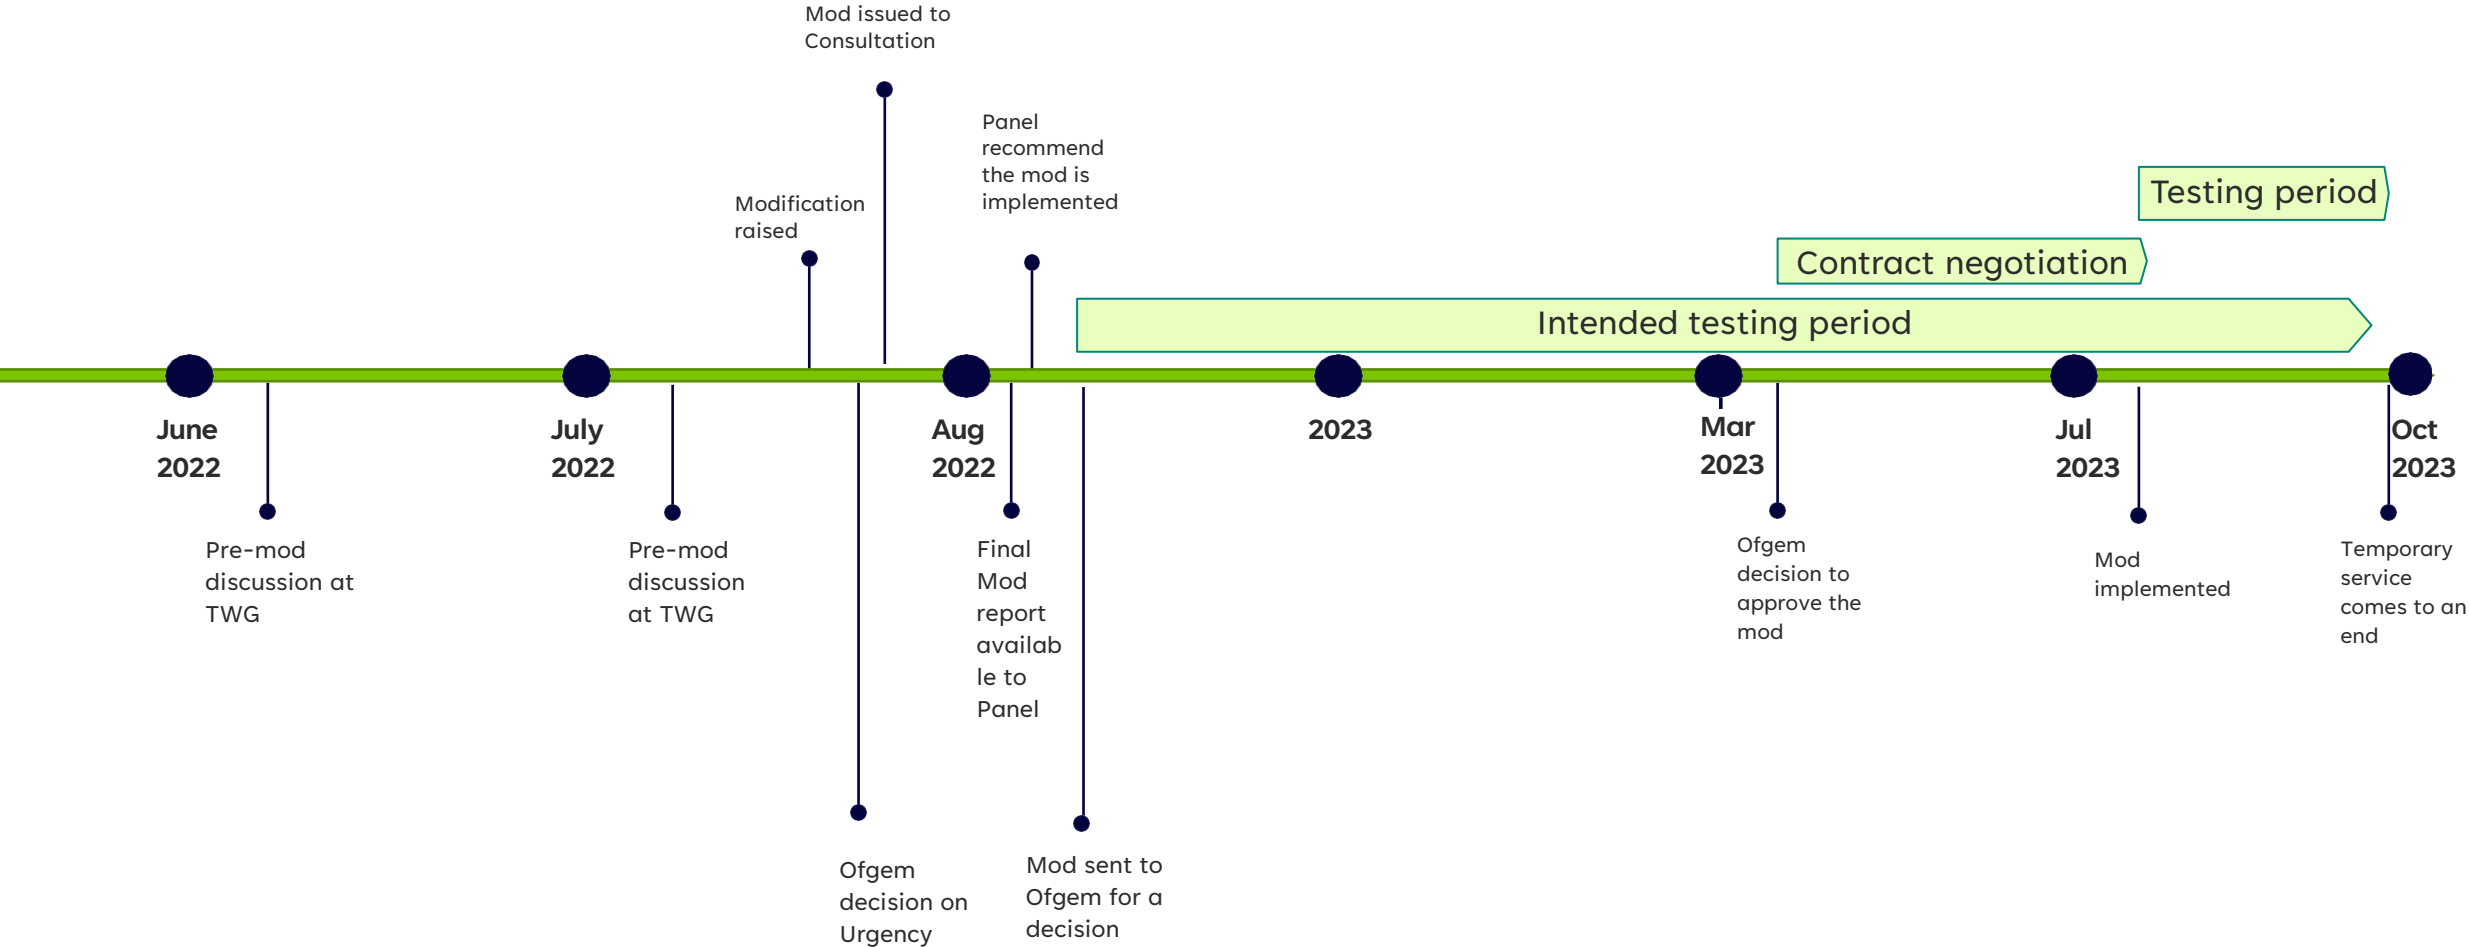 Mod issued to
Consultation
Panel
recommend
the mod is
implemented
Modification
raised
Testing period
Contract negotiation
Intended testing period
June
2022
July
2022
Aug
2022
2023
Mar
2023
Jul
2023
Oct
2023
Pre-mod
discussion at
TWG
Pre-mod
discussion
at TWG
Final
Mod
report
availab
le to
Panel
Ofgem
decision to
approve the
mod
Mod
implemented
Temporary
service
comes to an
end
Ofgem
decision on
Urgency
Mod sent to
Ofgem for a
decision